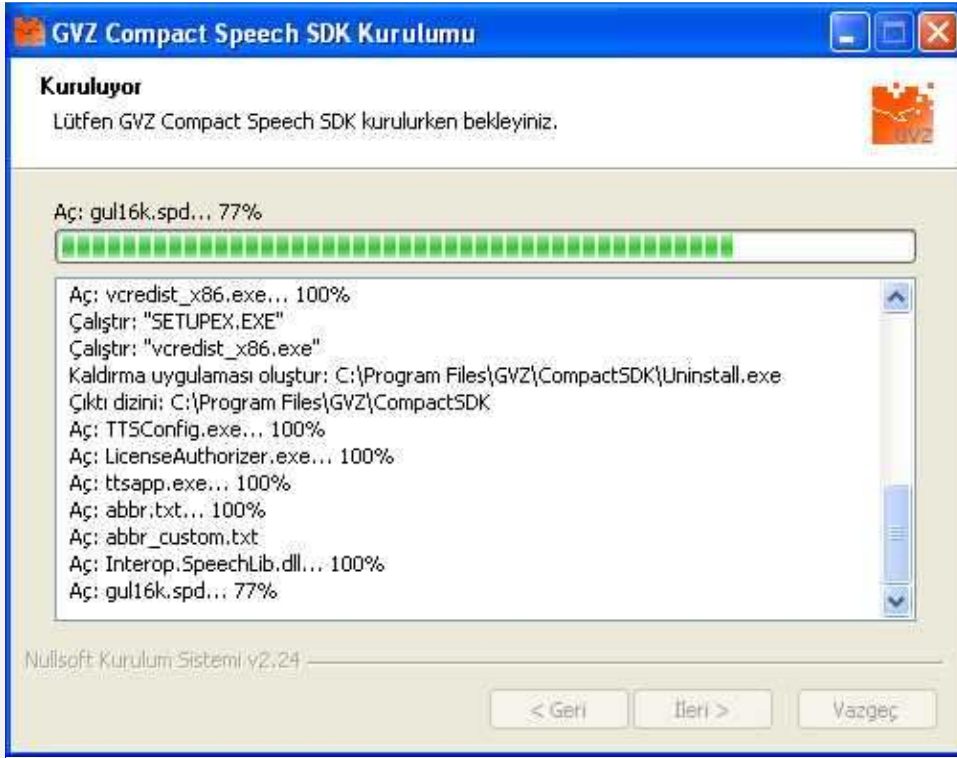 GVZ Compact Speech SDK Kurulumu
Kuruluyor
Lütfen GVZ Compact Speech SDK kurulurken bekleyiniz.
GVZ
Aç: gul16k.spd... 77%
Aç: vcredist_x86.exe... 100%
Çalıştır: "SETUPEX.EXE"
Çalıştır: "vcredist_x86.exe"
Kaldırma uygulaması oluştur: C:\Program Files\GVZ\CompactSDK\Uninstall.exe
Çıktı dizini: C:\Program Files\GVZ\CompactSDK
Aç: TTSConfig.exe... 100%
Aç: LicenseAuthorizer.exe... 100%
Aç: ttsapp.exe... 100%
Aç: abbr.txt... 100%
Aç: abbr_custom.txt
Aç: Interop.SpeechLib.dll... 100%
Aç: gul16k.spd... 77%
Nullsoft Kurulum Sistemi v2.24
< Geri İleri > Vazgeç